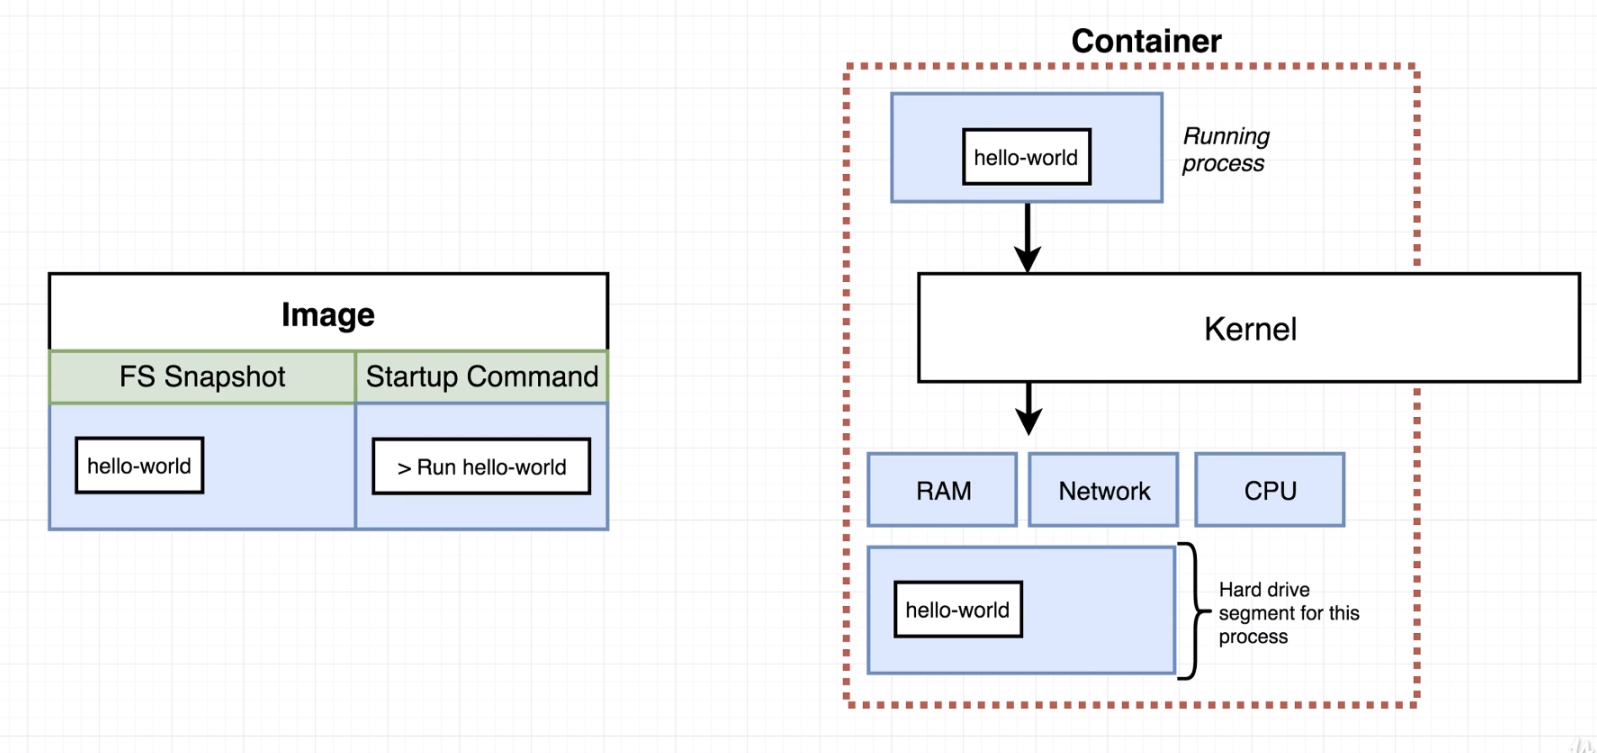 Container
hello-world
Running
process
Image
Kernel
FS Snapshot
Startup Command
hello-world
> Run hello-world
RAM
Network
CPU
hello-world
Hard drive
segment for this
process